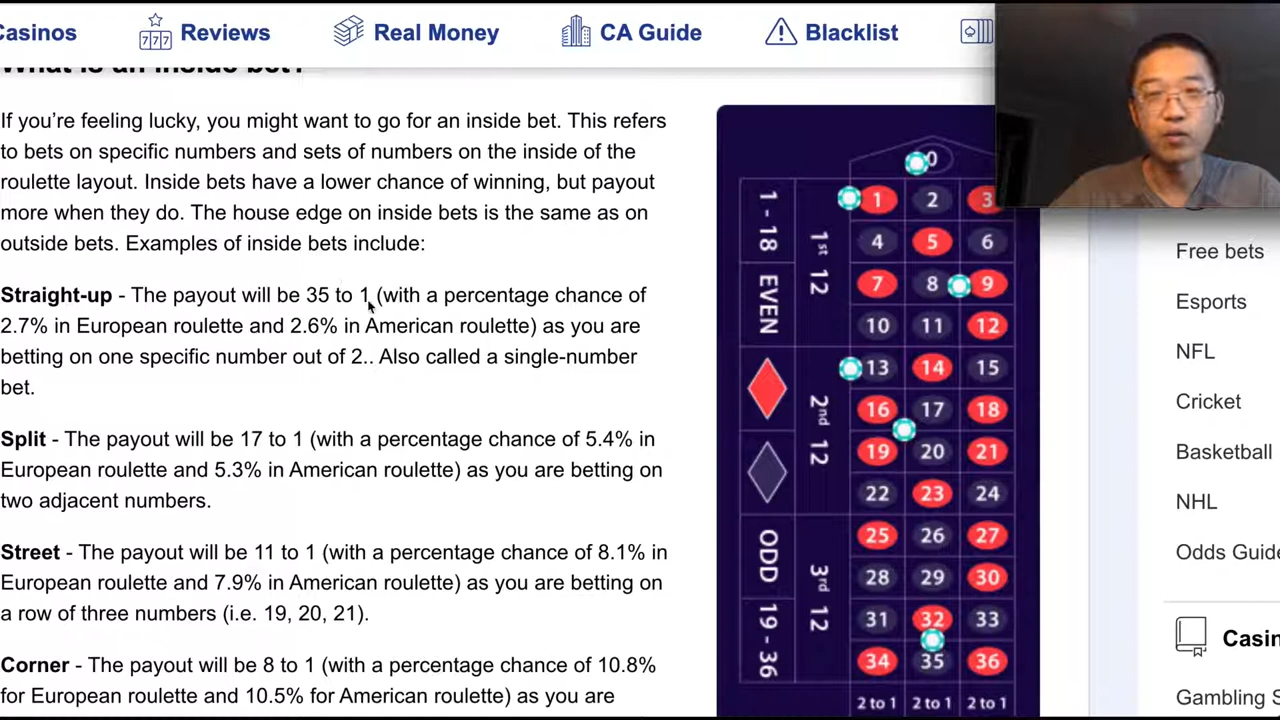 Casinos
Reviews
Real Money
CA Guide
Blacklist
777
What is an inside bet?
If you’re feeling lucky, you might want to go for an inside bet. This refers
to bets on specific numbers and sets of numbers on the inside of the
roulette layout. Inside bets have a lower chance of winning, but payout
more when they do. The house edge on inside bets is the same as on
outside bets. Examples of inside bets include:
Straight-up - The payout will be 35 to 1 (with a percentage chance of
2.7% in European roulette and 2.6% in American roulette) as you are
betting on one specific number out of 2.. Also called a single-number
bet.
Split - The payout will be 17 to 1 (with a percentage chance of 5.4% in
European roulette and 5.3% in American roulette) as you are betting on
two adjacent numbers.
Street - The payout will be 11 to 1 (with a percentage chance of 8.1% in
European roulette and 7.9% in American roulette) as you are betting on
a row of three numbers (i.e. 19, 20, 21).
Corner - The payout will be 8 to 1 (with a percentage chance of 10.8%
for European roulette and 10.5% for American roulette) as you are
0
1 2 3
4 5 6
7 8 9
10 11 12
13 14 15
16 17 18
19 20 21
22 23 24
25 26 27
28 29 30
31 32 33
34 35 36
2 to 1 2 to 1 2 to 1
1 - 18
EVEN
ODD
19 - 36
1st 12
2nd 12
3rd 12
Free bets
Esports
NFL
Cricket
Basketball
NHL
Odds Guide
Casin
Gambling S